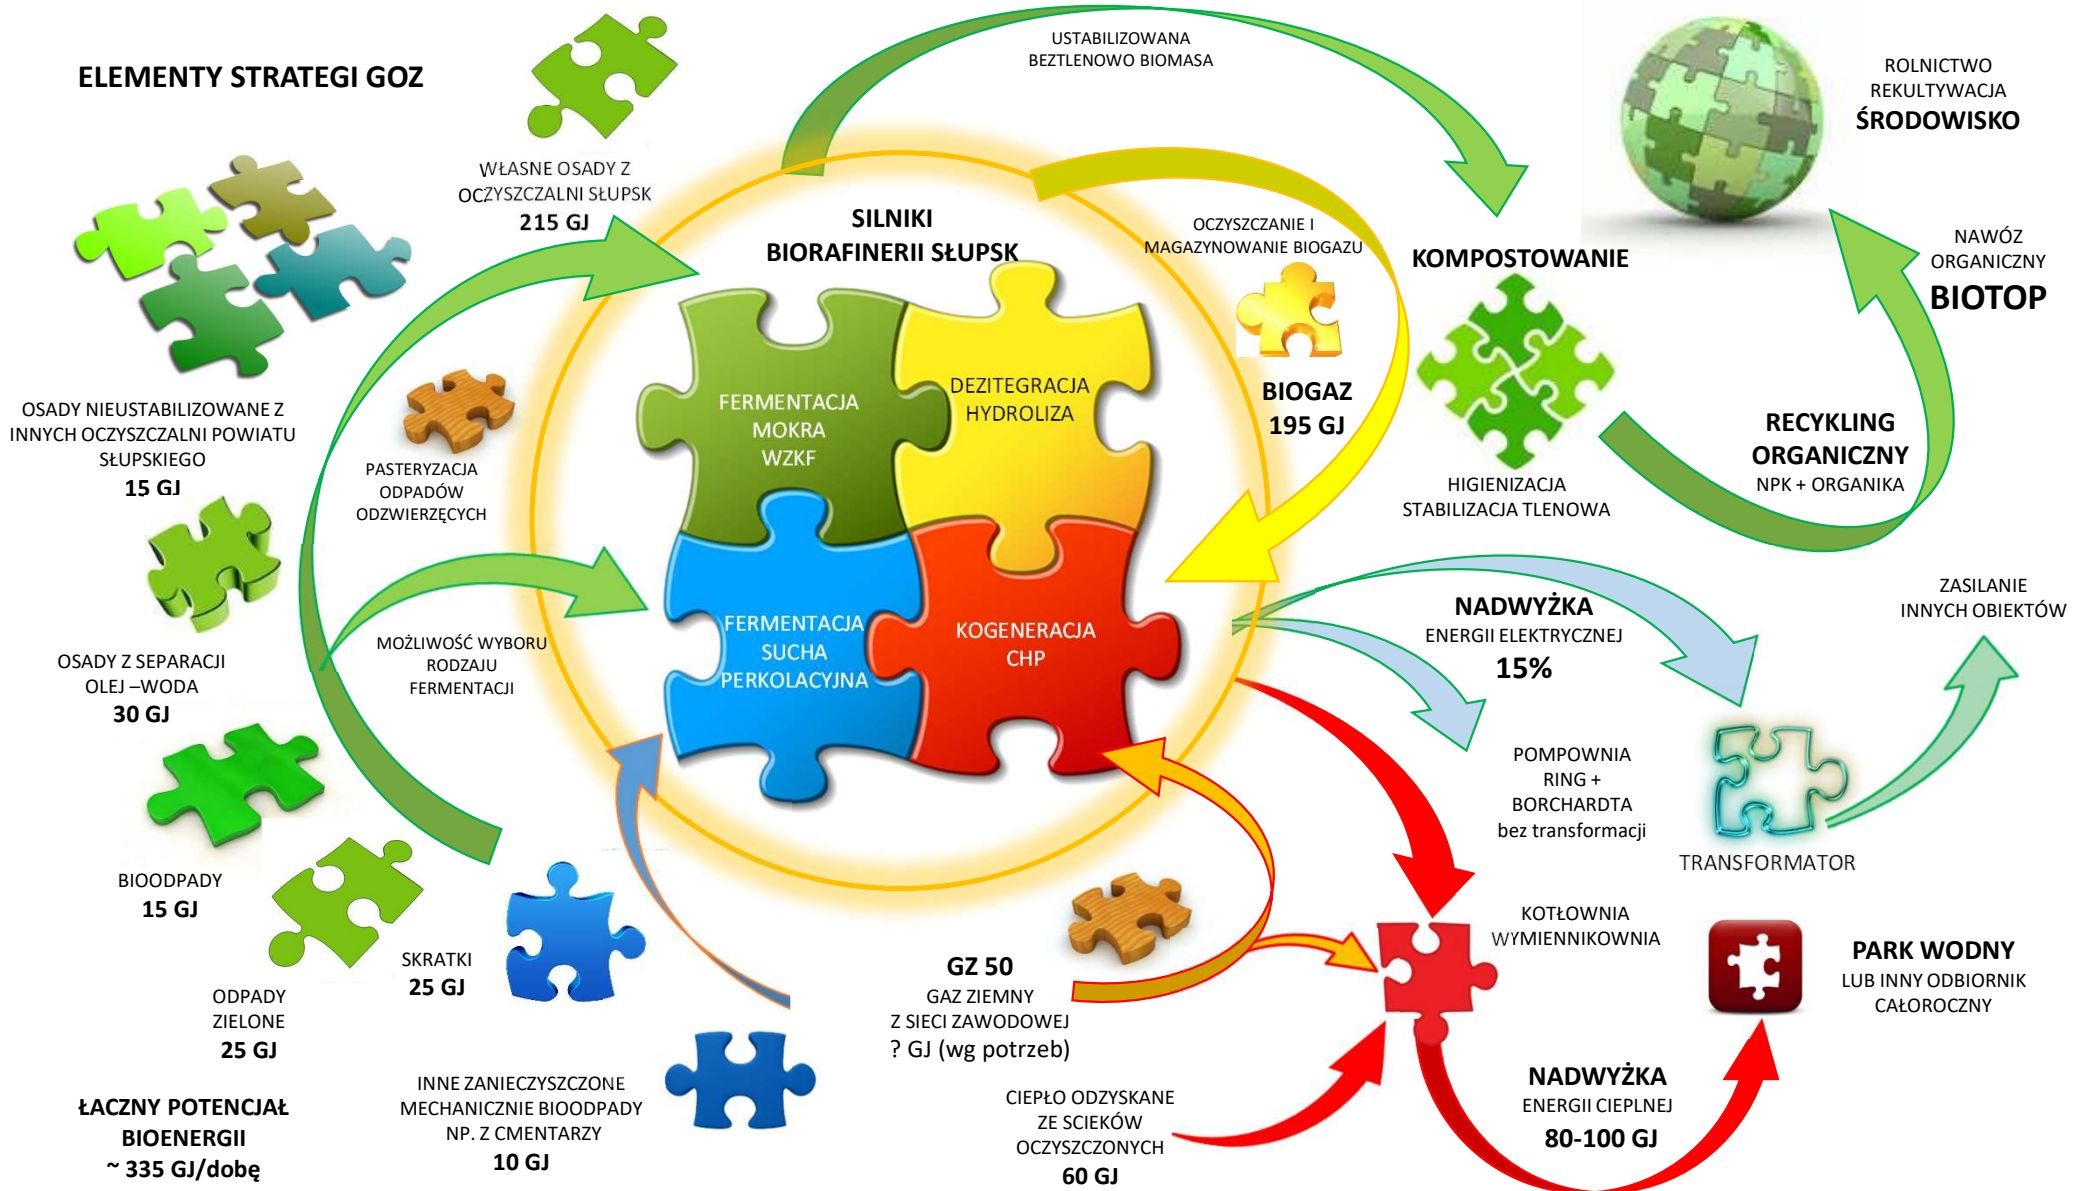 ELEMENTY STRATEGI GOZ
WŁASNE OSADY Z
OCZYSZCZALNI SŁUPSK
215 GJ
OSADY NIEUSTABILIZOWANE Z
INNYCH OCZYSZCZALNI POWIATU
SŁUPSKIEGO
15 GJ
PASTERYZACJA
ODPADÓW
ODZWIERZĘCYCH
OSADY Z SEPARACJI
OLEJ –WODA
30 GJ
MOŻLIWOŚĆ WYBORU
RODZAJU
FERMENTACJI
BIOODPADY
15 GJ
ODPADY
ZIELONE
25 GJ
SKRATKI
25 GJ
INNE ZANIECZYSZCZONE
MECHANICZNIE BIOODPADY
NP. Z CMENTARZY
10 GJ
ŁACZNY POTENCJAŁ
BIOENERGII
~ 335 GJ/dobę
SILNIKI
BIORAFINERII SŁUPSK
FERMENTACJA
MOKRA
WZKF
DEZITEGRACJA
HYDROLIZA
FERMENTACJA
SUCHA
PERKOLACYJNA
KOGENERACJA
CHP
USTABILIZOWANA
BEZTLENOWO BIOMASA
OCZYSZCZANIE I
MAGAZYNOWANIE BIOGAZU
BIOGAZ
195 GJ
KOMPOSTOWANIE
HIGIENIZACJA
STABILIZACJA TLENOWA
ROLNICTWO
REKULTYWACJA
ŚRODOWISKO
NAWÓZ
ORGANICZNY
BIOTOP
RECYKLING
ORGANICZNY
NPK + ORGANIKA
NADWYŻKA
ENERGII ELEKTRYCZNEJ
15%
ZASILANIE
INNYCH OBIEKTÓW
POMPOWNIA
RING +
BORCHARDTA
bez transformacji
TRANSFORMATOR
GZ 50
GAZ ZIEMNY
Z SIECI ZAWODOWEJ
? GJ (wg potrzeb)
CIEPŁO ODZYSKANE
ZE SCIEKÓW
OCZYSZCZONYCH
60 GJ
KOTŁOWNIA
WYMIENNIKOWNIA
PARK WODNY
LUB INNY ODBIORNIK
CAŁOROCZNY
NADWYŻKA
ENERGII CIEPLNEJ
80-100 GJ